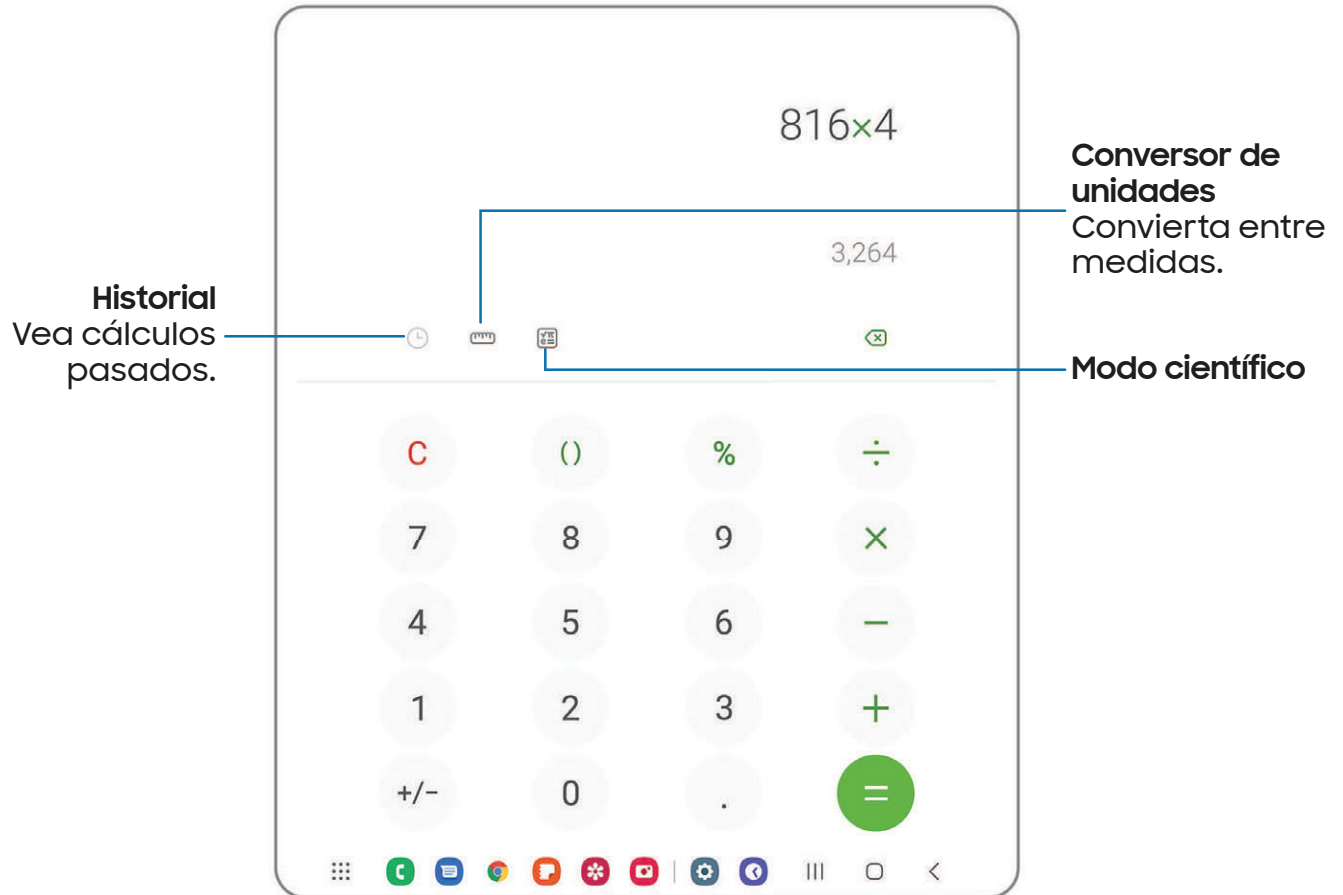 816×4
Conversor de
unidades
Convierta entre
medidas.
3,264
Historial
Vea cálculos
pasados.
Modo científico
C () % ÷
7 8 9 ×
4 5 6 −
1 2 3 +
+/− 0 . =